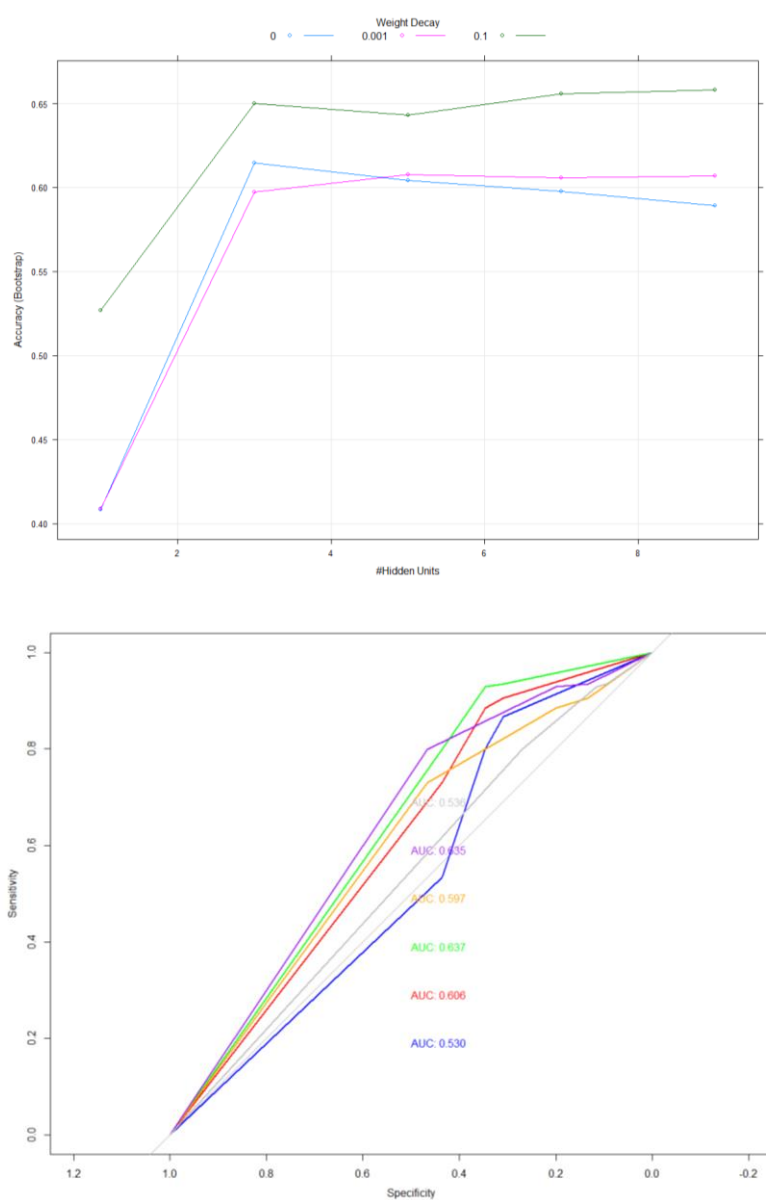 Weight Decay
0 0.001 0.1
0.65
0.60
0.55
0.50
0.45
0.40
Accuracy (Bootstrap)
2 4 6 8
#Hidden Units
1.0
0.8
0.6
0.4
0.2
0.0
Sensitivity
AUC: 0.536
AUC: 0.635
AUC: 0.597
AUC: 0.637
AUC: 0.606
AUC: 0.530
1.2 1.0 0.8 0.6 0.4 0.2 0.0 -0.2
Specificity